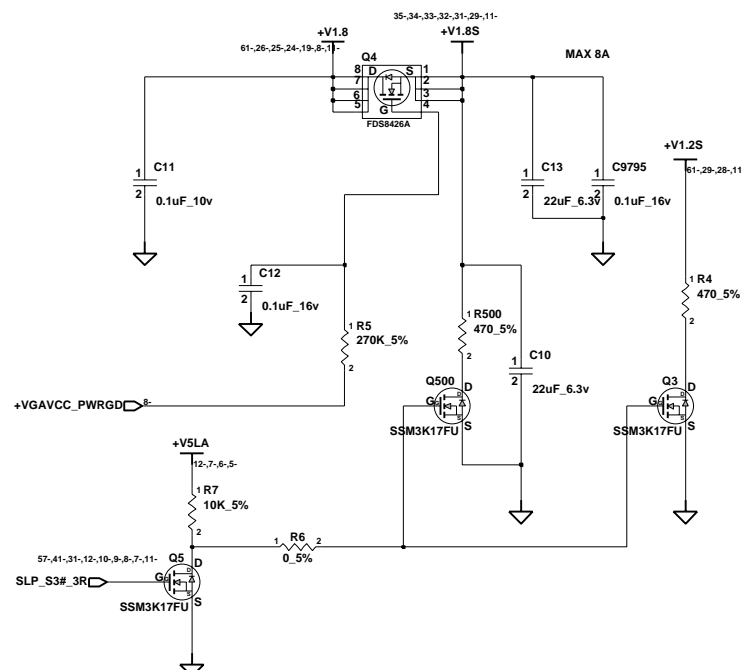 35-,34-,33-,32-,31-,29-,11-
+V1.8
+V1.8S
MAX 8A
61-,26-,25-,24-,19-,8-,11-
Q4
8 D S 1
7 2
6 3
5 G 4
FDS8426A
+V1.2S
61-,29-,28-,11
1 C11
2 0.1uF_10v
1 C13
2 22uF_6.3v
1 C9795
2 0.1uF_16v
1 C12
2 0.1uF_16v
1 R4
470_5%
2
1 R5
270K_5%
2
1 R500
470_5%
2
1 C10
2 22uF_6.3v
+VGAVCC_PWRGD 8-
Q500
D
G
S
SSM3K17FU
Q3
D
G
S
SSM3K17FU
+V5LA
12-,7-,6-,5-
1 R7
10K_5%
2
R6
1 2
0_5%
57-,41-,31-,12-,10-,9-,8-,7-,11-
SLP_S3#_3R
Q5
D
G
S
SSM3K17FU